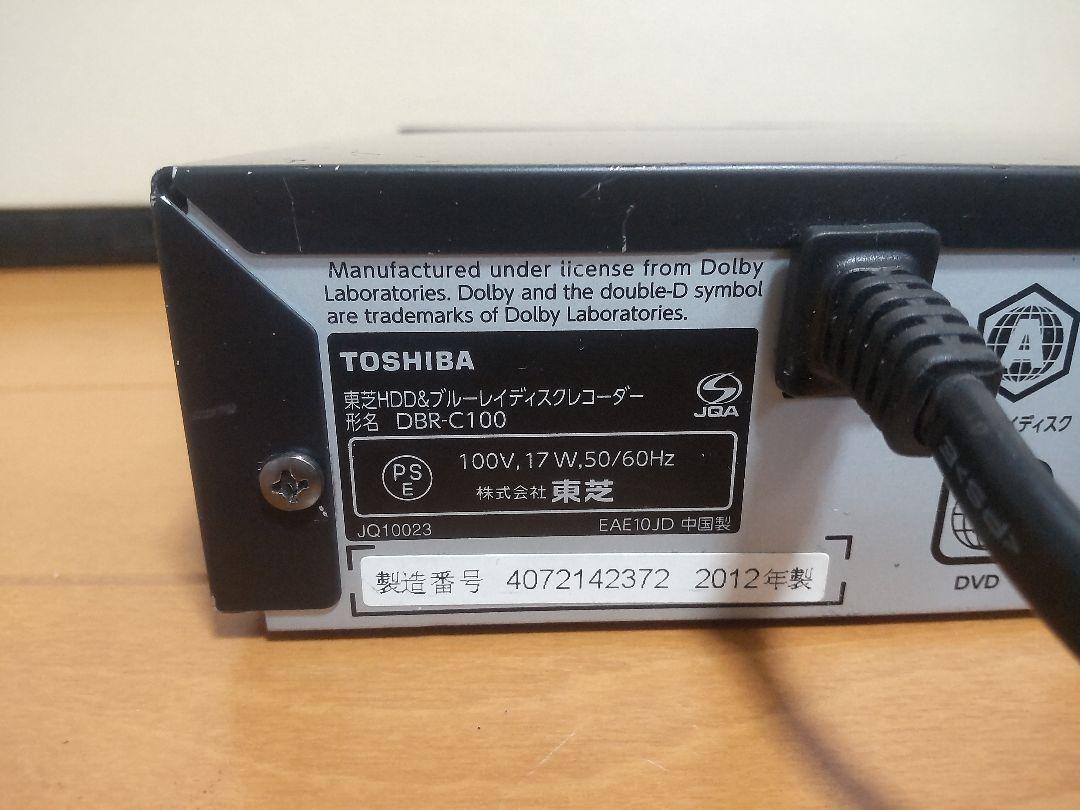 Manufactured under license from Dolby
Laboratories. Dolby and the double-D symbol
are trademarks of Dolby Laboratories.
TOSHIBA
東芝HDD&ブルーレイディスクレコーダー
形名 DBR-C100
JQA
PS
E
100V, 17W, 50/60Hz
株式会社 東芝
JQ10023
EAE10JD 中国製
製造番号 4072142372 2012年製
A
イディスク
DVD